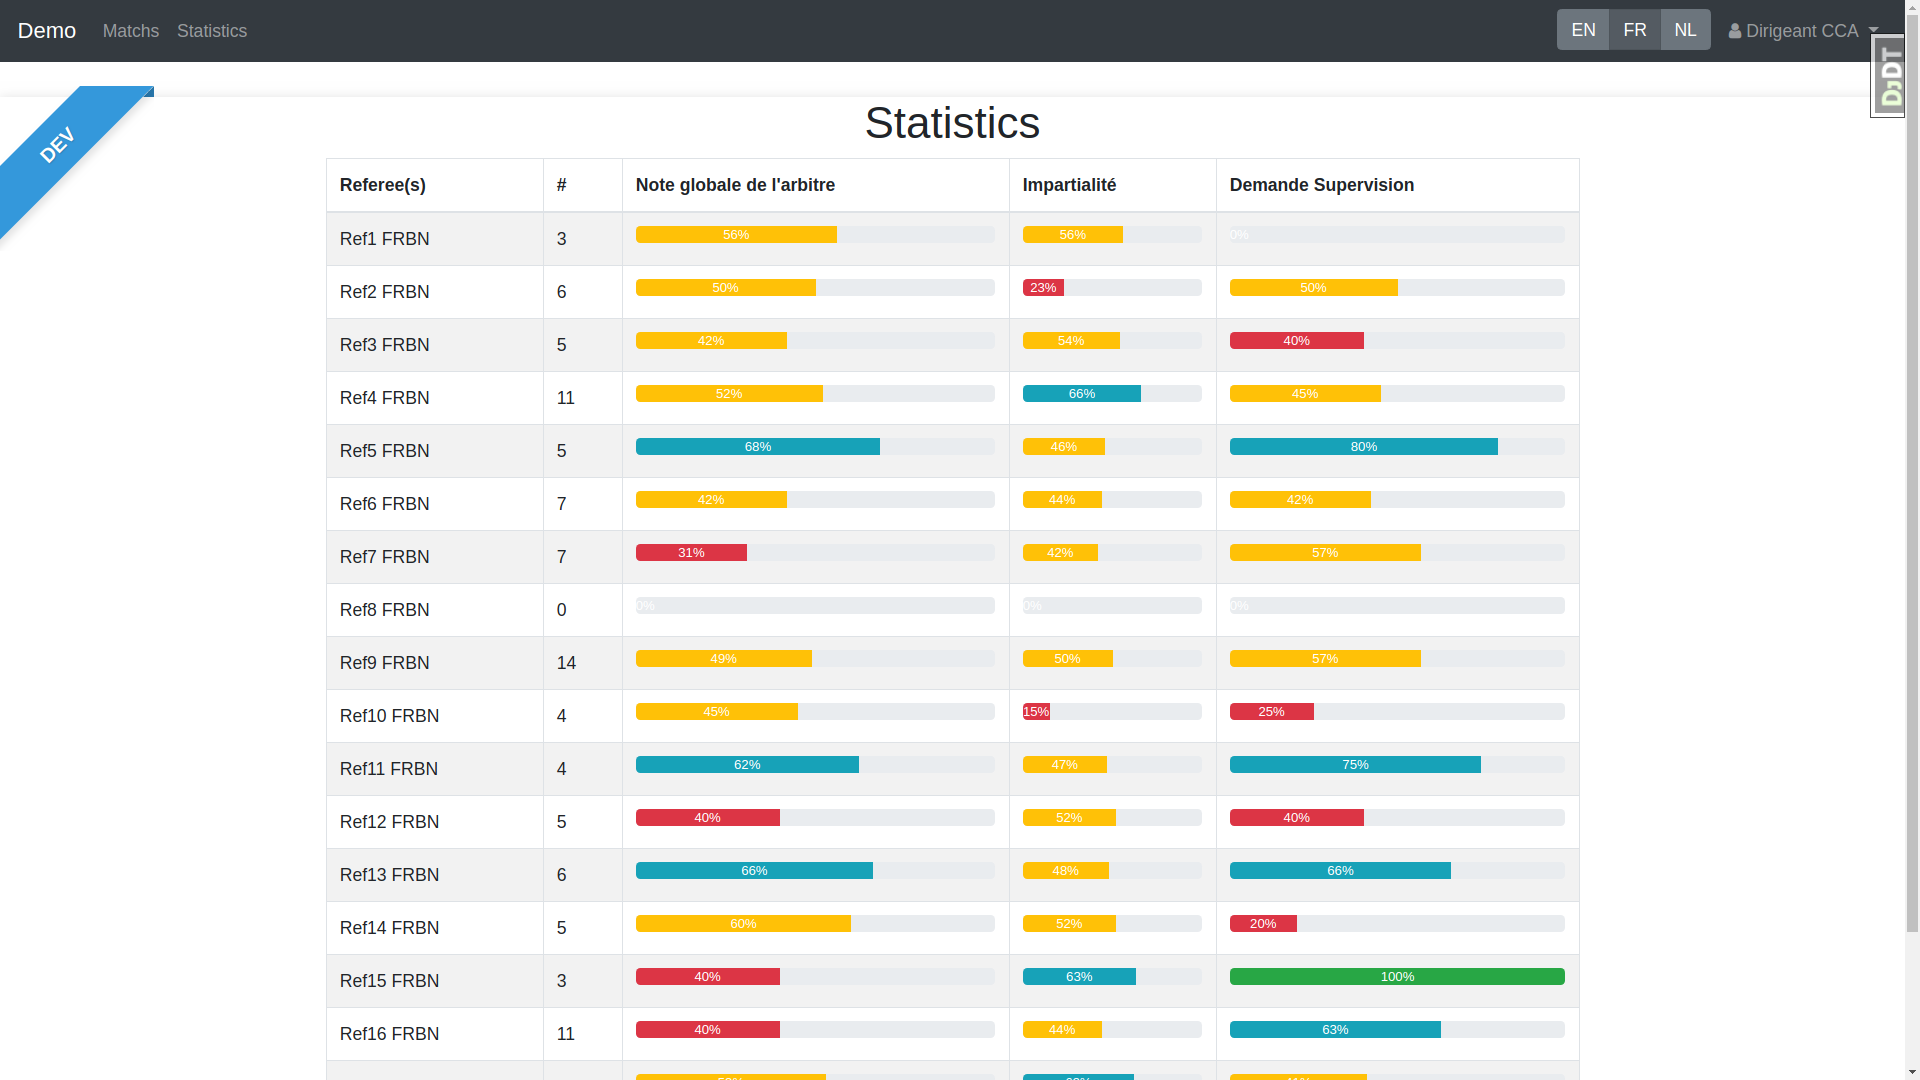 Demo Matchs Statistics EN FR NL Dirigeant CCA
DJDT
DEV
Statistics
Referee(s) # Note globale de l'arbitre Impartialité Demande Supervision
Ref1 FRBN 3 56% 56% 0%
Ref2 FRBN 6 50% 23% 50%
Ref3 FRBN 5 42% 54% 40%
Ref4 FRBN 11 52% 66% 45%
Ref5 FRBN 5 68% 46% 80%
Ref6 FRBN 7 42% 44% 42%
Ref7 FRBN 7 31% 42% 57%
Ref8 FRBN 0 0% 0% 0%
Ref9 FRBN 14 49% 50% 57%
Ref10 FRBN 4 45% 15% 25%
Ref11 FRBN 4 62% 47% 75%
Ref12 FRBN 5 40% 52% 40%
Ref13 FRBN 6 66% 48% 66%
Ref14 FRBN 5 60% 52% 20%
Ref15 FRBN 3 40% 63% 100%
Ref16 FRBN 11 40% 44% 63%